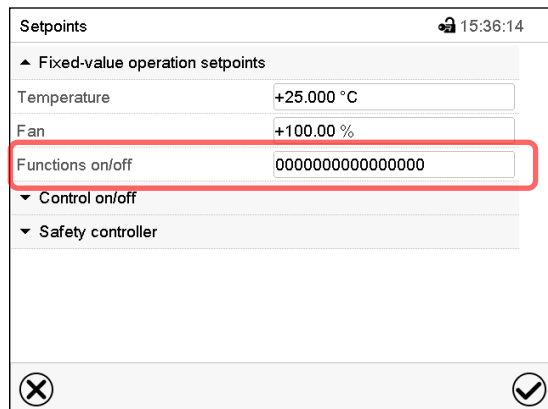 Setpoints 15:36:14
Fixed-value operation setpoints
Temperature +25.000 °C
Fan +100.00 %
Functions on/off 0000000000000000
Control on/off
Safety controller